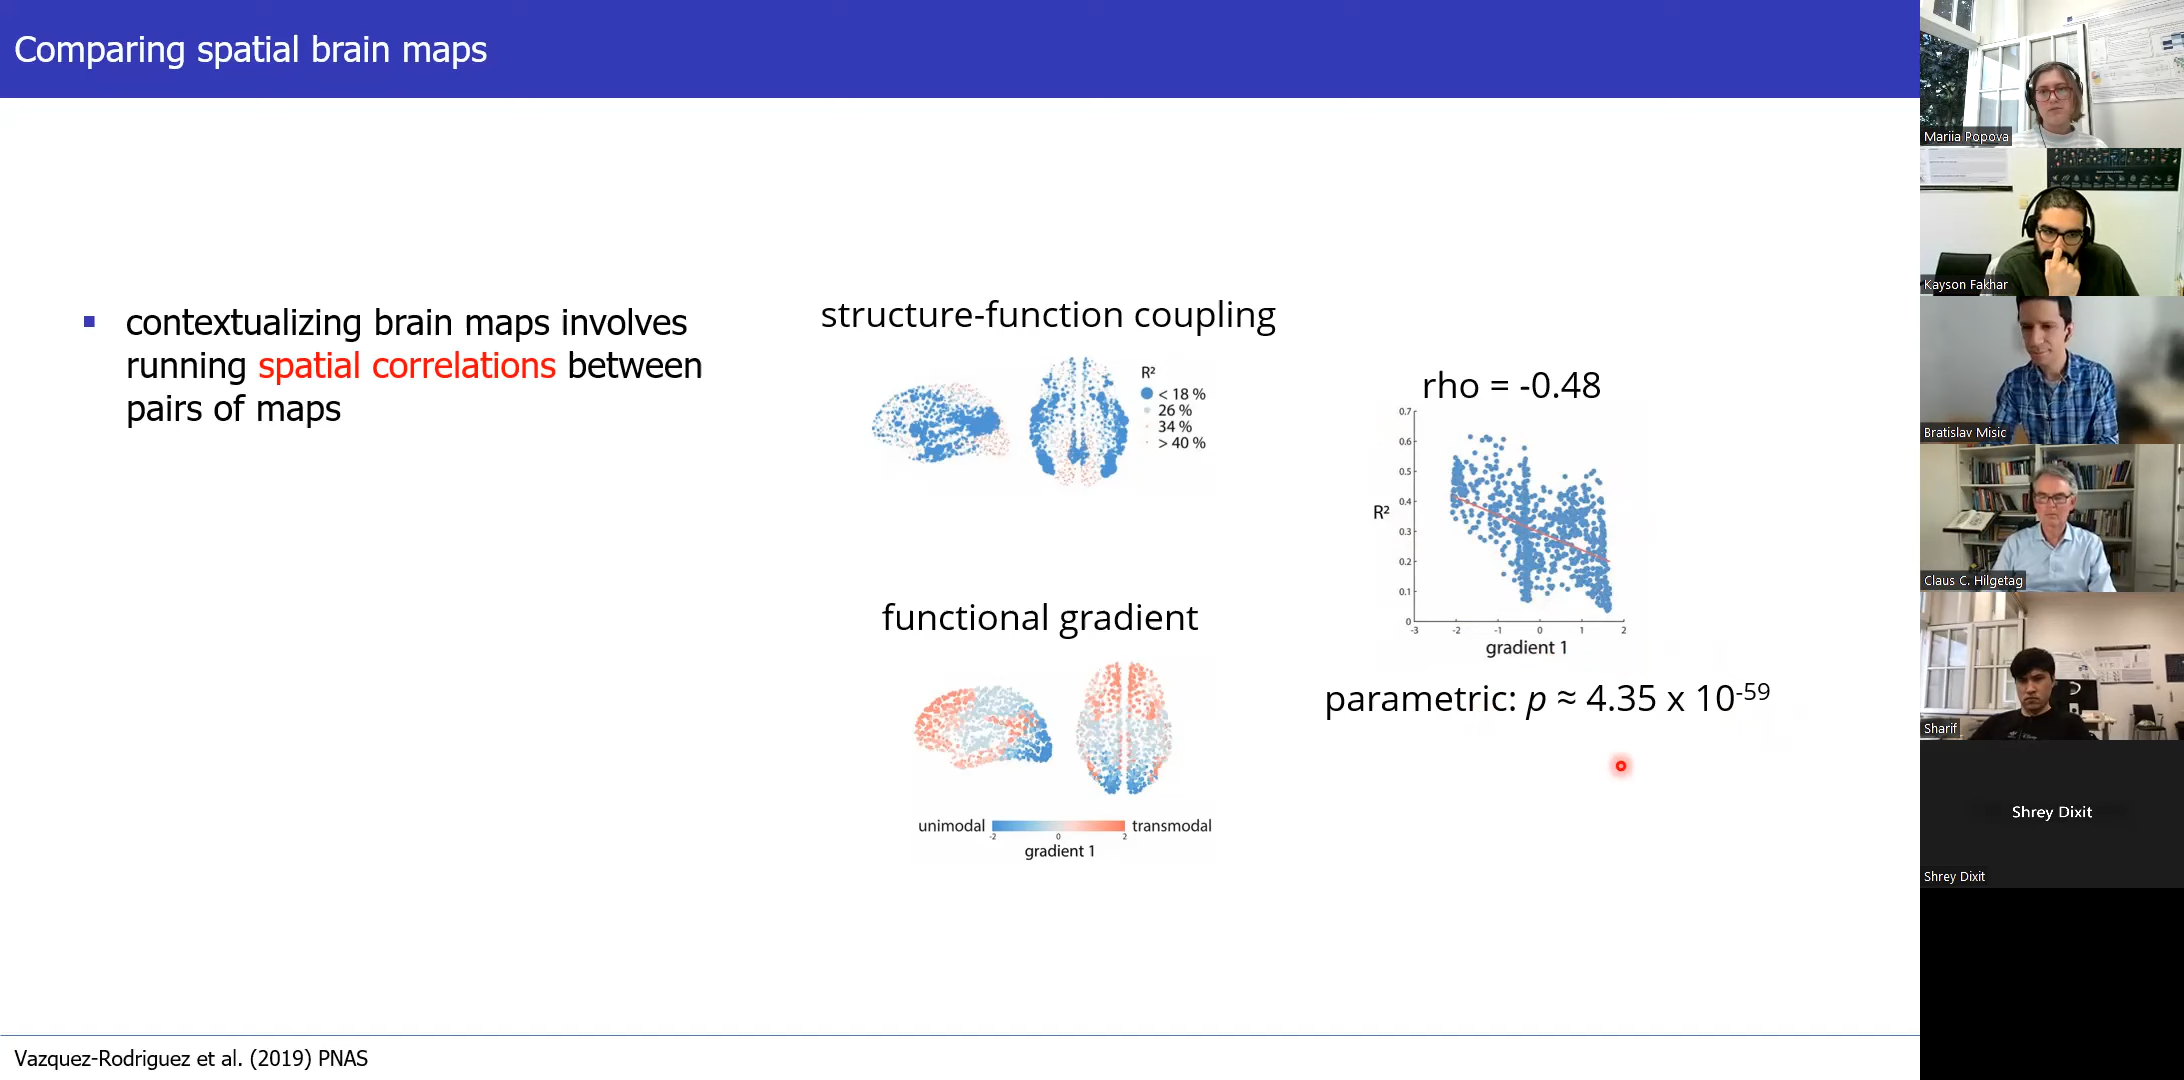 Comparing spatial brain maps
contextualizing brain maps involves
running spatial correlations between
pairs of maps
structure-function coupling
R²
< 18 %
26 %
34 %
> 40 %
functional gradient
unimodal
transmodal
-2
0
2
gradient 1
rho = -0.48
0.7
0.6
0.5
0.4
0.3
0.2
0.1
0
R²
-3
-2
-1
0
1
2
gradient 1
parametric: p ≈ 4.35 x 10⁻⁵⁹
Vazquez-Rodriguez et al. (2019) PNAS
Mariia Popova
Kayson Fakhar
Bratislav Misic
Claus C. Hilgetag
Sharif
Shrey Dixit
Shrey Dixit